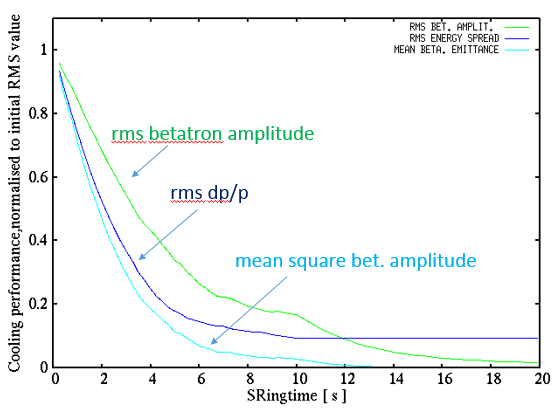 RMS BET. AMPLIT.
RMS ENERGY SPREAD
MEAN BETA. EMITTANCE
Cooling performance,normalised to initial RMS value
1
0.8
0.6
0.4
0.2
0
rms betatron amplitude
rms dp/p
mean square bet. amplitude
0 2 4 6 8 10 12 14 16 18 20
SRingtime [ s ]